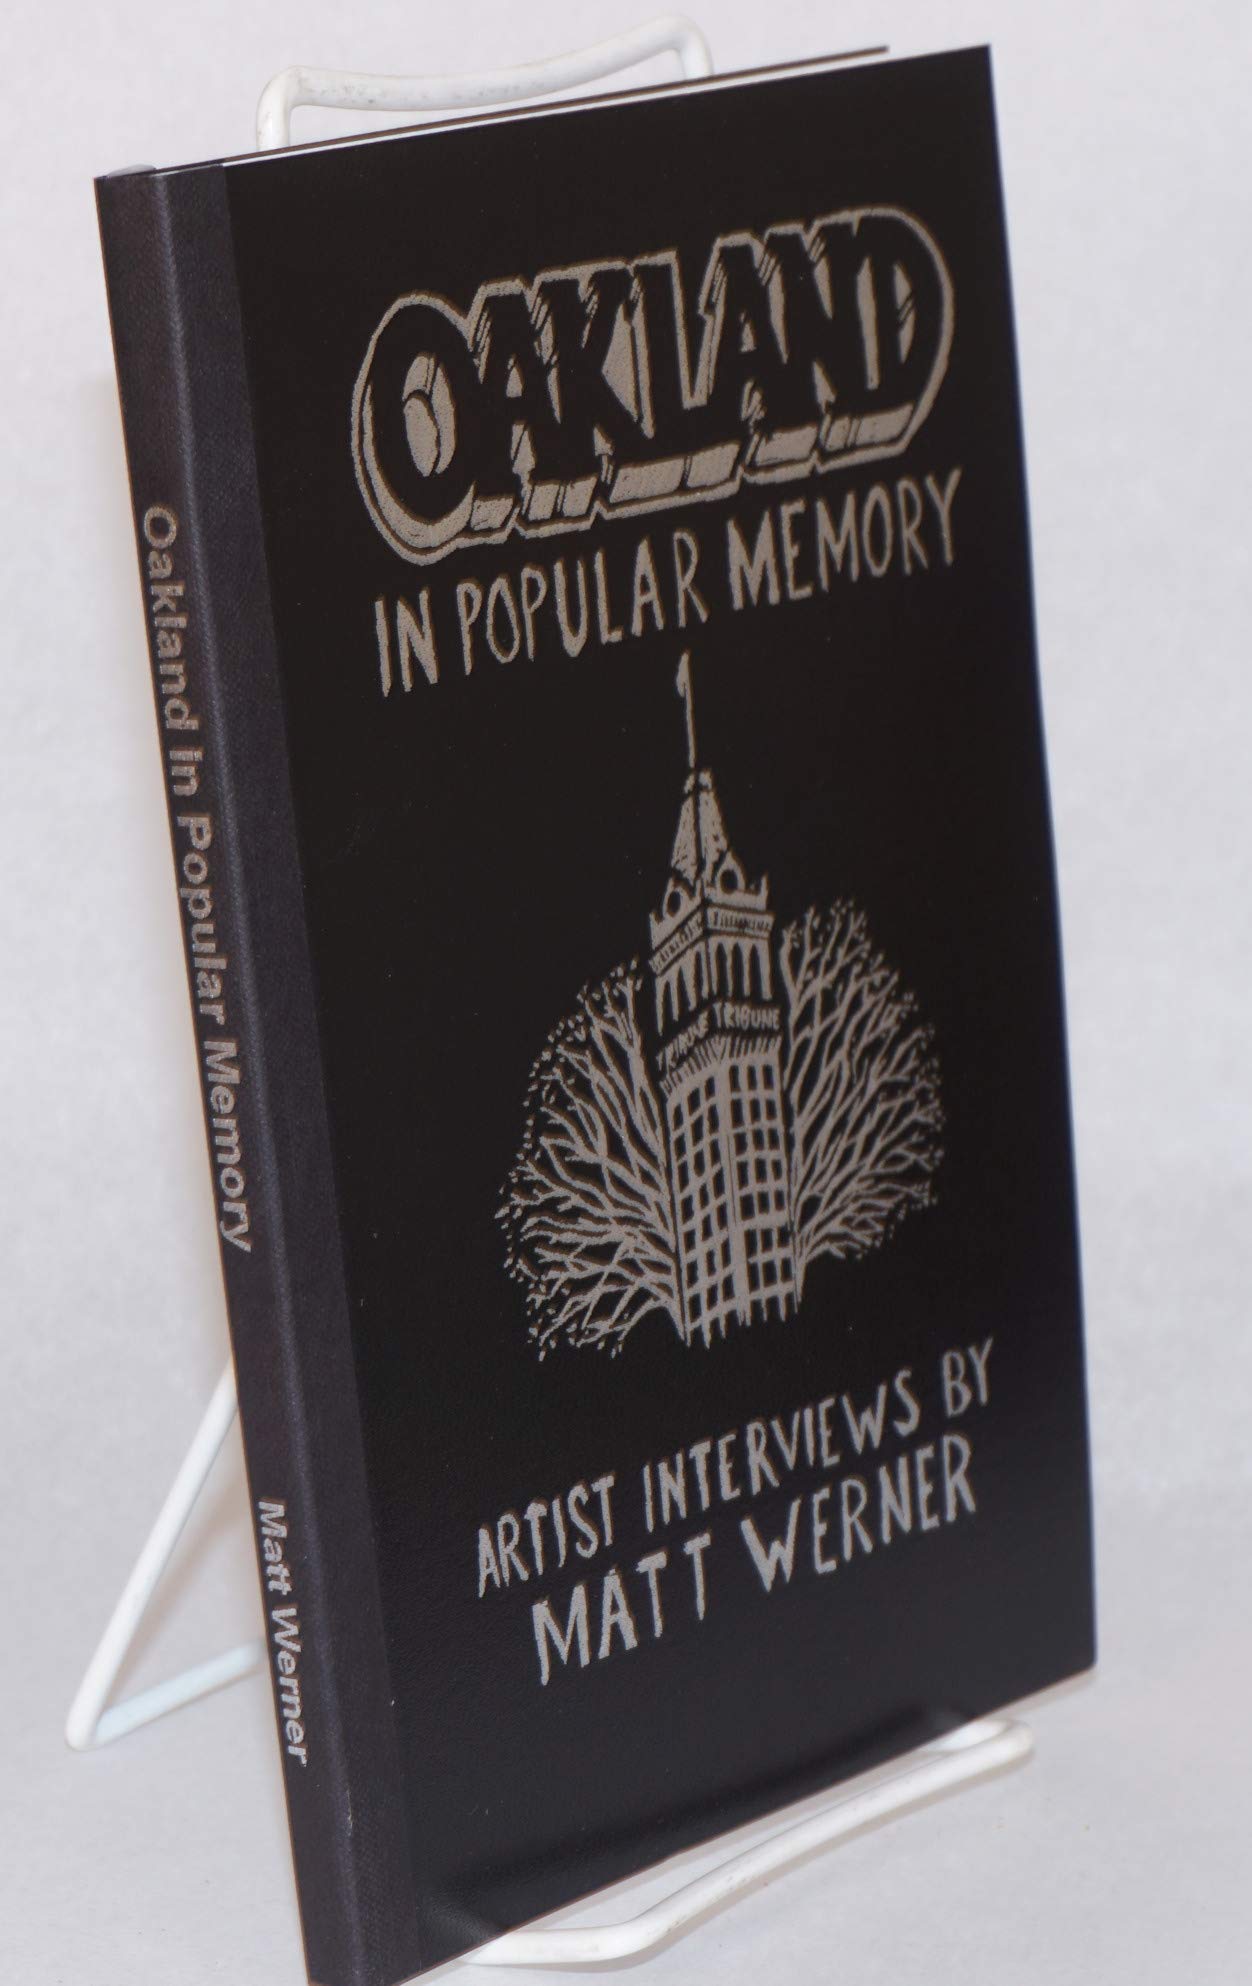 Oakland in Popular Memory
Matt Werner
OAKLAND
IN POPULAR MEMORY
TRIBUNE TRIBUNE
ARTIST INTERVIEWS BY
MATT WERNER